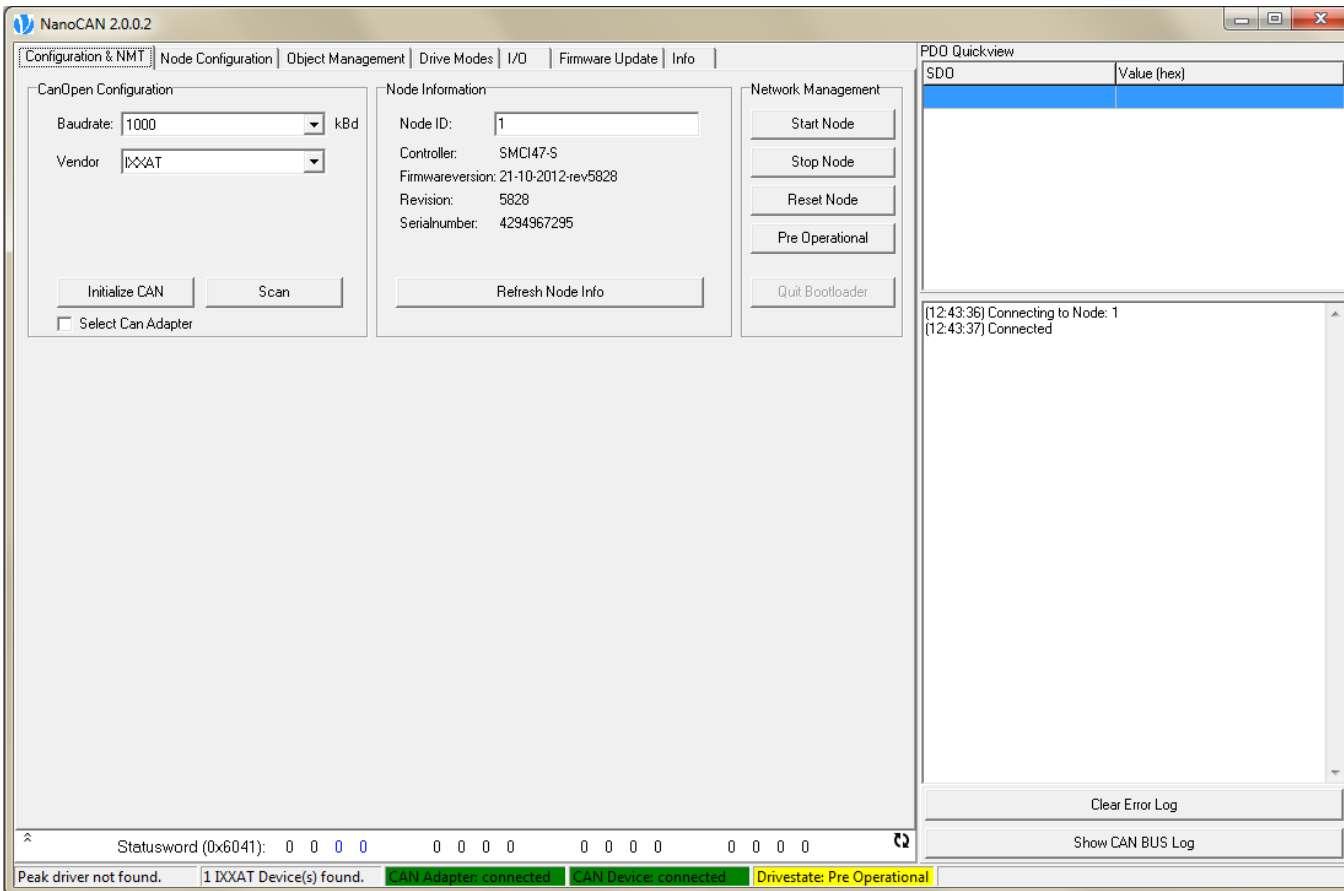 NanoCAN 2.0.0.2
Configuration & NMT Node Configuration Object Management Drive Modes I/O Firmware Update Info
CanOpen Configuration
Baudrate: 1000 kBd
Vendor IXXAT
Initialize CAN Scan
Select Can Adapter
Node Information
Node ID: 1
Controller: SMCI47-S
Firmwareversion: 21-10-2012-rev5828
Revision: 5828
Serialnumber: 4294967295
Refresh Node Info
Network Management
Start Node
Stop Node
Reset Node
Pre Operational
Quit Bootloader
PDO Quickview
SDO Value (hex)
(12:43:36) Connecting to Node: 1
(12:43:37) Connected
Clear Error Log
Show CAN BUS Log
Statusword (0x6041): 0 0 0 0 0 0 0 0 0 0 0 0 0 0 0 0
Peak driver not found. 1 IXXAT Device(s) found. CAN Adapter: connected CAN Device: connected Drivestate: Pre Operational